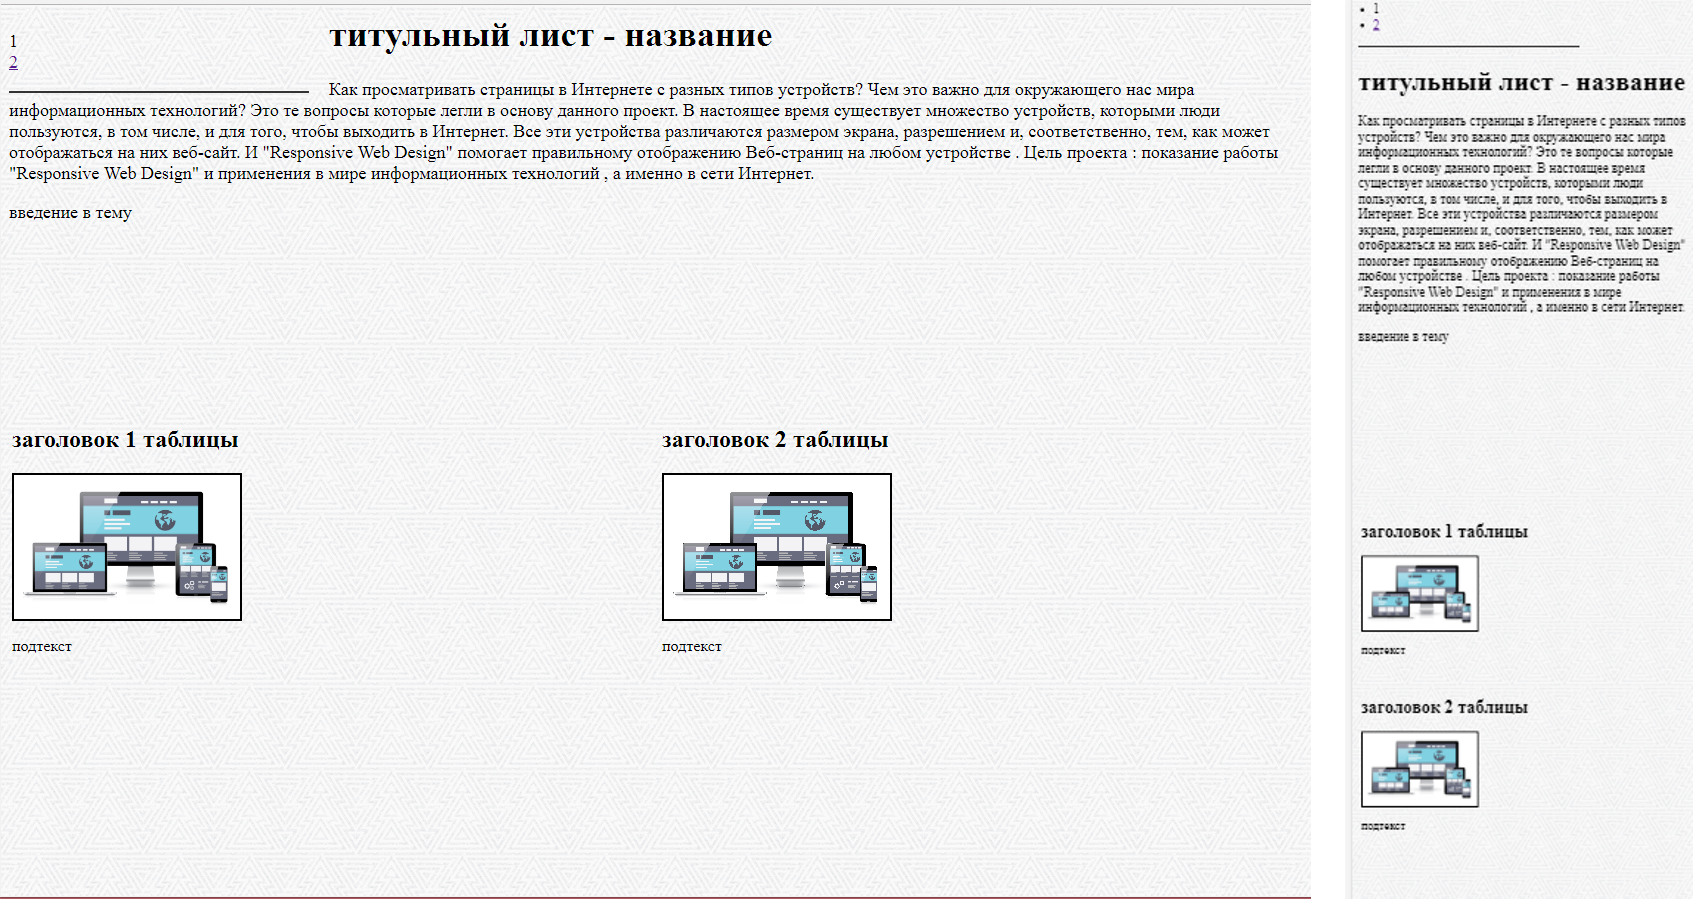 1
2
титульный лист - название
Как просматривать страницы в Интернете с разных типов устройств? Чем это важно для окружающего нас мира
информационных технологий? Это те вопросы которые легли в основу данного проект. В настоящее время существует множество устройств, которыми люди
пользуются, в том числе, и для того, чтобы выходить в Интернет. Все эти устройства различаются размером экрана, разрешением и, соответственно, тем, как может
отображаться на них веб-сайт. И "Responsive Web Design" помогает правильному отображению Веб-страниц на любом устройстве . Цель проекта : показание работы
"Responsive Web Design" и применения в мире информационных технологий , а именно в сети Интернет.
введение в тему
заголовок 1 таблицы
подтекст
заголовок 2 таблицы
подтекст
1
2
титульный лист - название
Как просматривать страницы в Интернете с разных типов
устройств? Чем это важно для окружающего нас мира
информационных технологий? Это те вопросы которые
легли в основу данного проект. В настоящее время
существует множество устройств, которыми люди
пользуются, в том числе, и для того, чтобы выходить в
Интернет. Все эти устройства различаются размером
экрана, разрешением и, соответственно, тем, как может
отображаться на них веб-сайт. И "Responsive Web Design"
помогает правильному отображению Веб-страниц на
любом устройстве . Цель проекта : показание работы
"Responsive Web Design" и применения в мире
информационных технологий , а именно в сети Интернет.
введение в тему
заголовок 1 таблицы
подтекст
заголовок 2 таблицы
подтекст